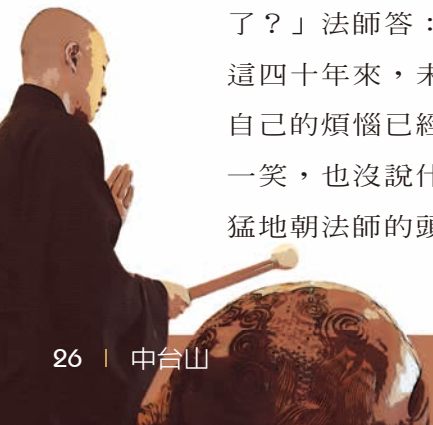 了？」法師答：
這四十年來，未
自己的煩惱已經
一笑，也沒說什
猛地朝法師的頭
26 | 中台山